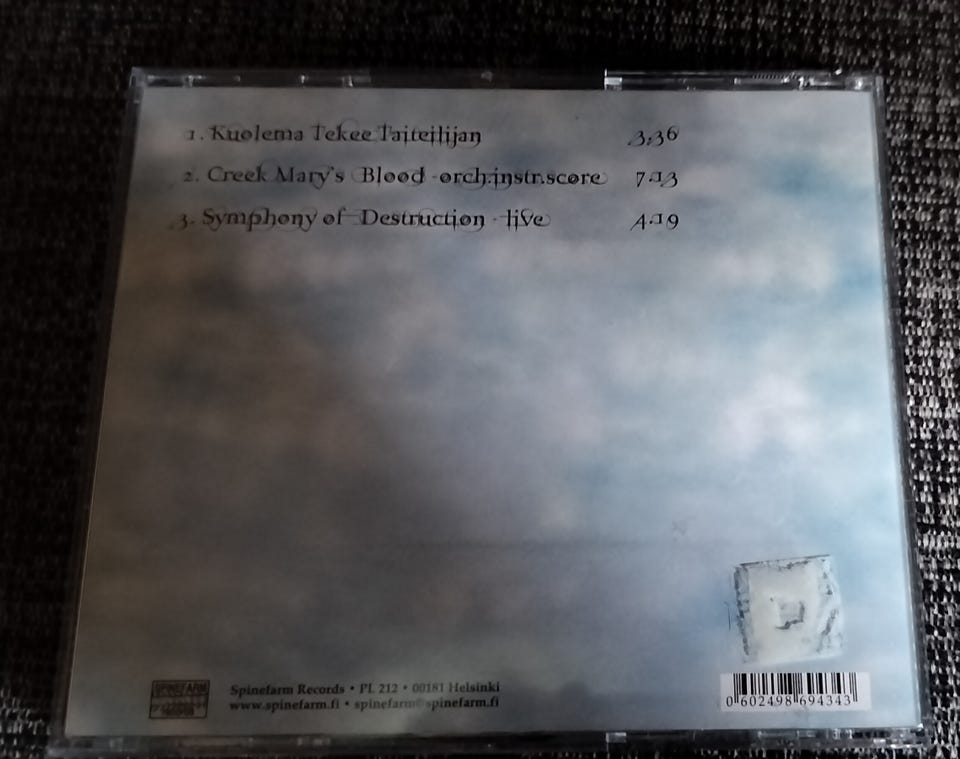 1. Kuolema Tekee Taiteilijan 3:36
2. Creek Mary's Blood -orch.instr.score 7:13
3. Symphony of Destruction - live 4:19
SPINEFARM
Spinefarm Records • PL 212 • 00181 Helsinki
www.spinefarm.fi • spinefarm@spinefarm.fi
0 602498 694343